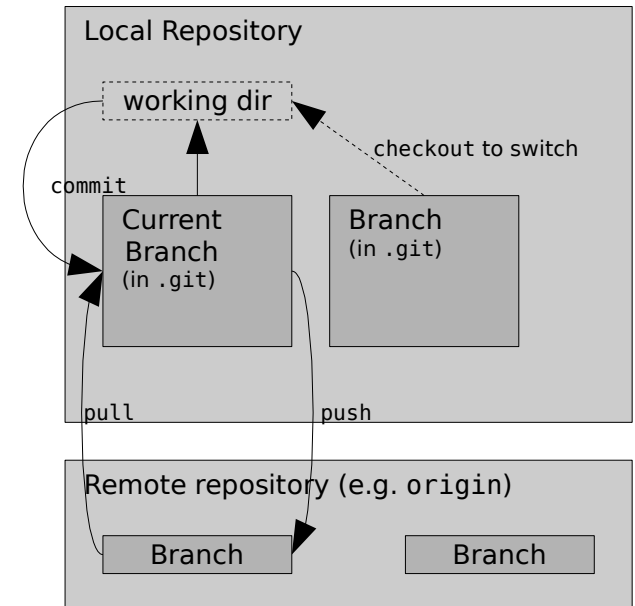 Local Repository
working dir
checkout to switch
commit
Current
Branch
(in .git)
Branch
(in .git)
pull
push
Remote repository (e.g. origin)
Branch
Branch